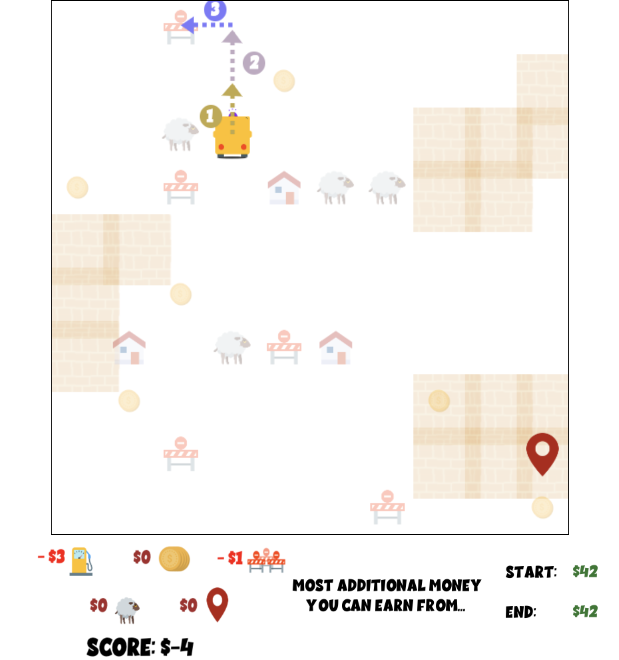 3
2
1
- $3
$0
- $1
$0
$0
SCORE: $-4
MOST ADDITIONAL MONEY
YOU CAN EARN FROM...
START: $42
END: $42